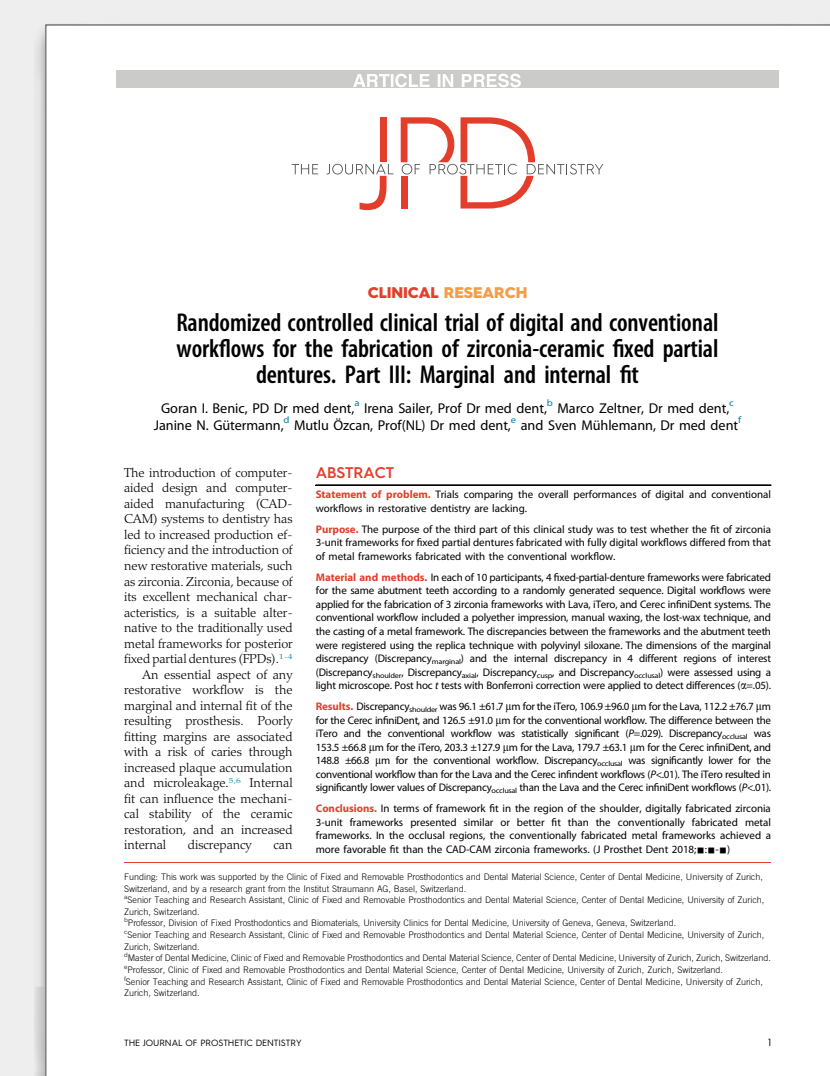 ARTICLE IN PRESS
JPD
THE JOURNAL OF PROSTHETIC DENTISTRY
CLINICAL RESEARCH
Randomized controlled clinical trial of digital and conventional
workflows for the fabrication of zirconia-ceramic fixed partial
dentures. Part III: Marginal and internal fit
Goran I. Benic, PD Dr med dent,a Irena Sailer, Prof Dr med dent,b Marco Zeltner, Dr med dent,c
Janine N. Gütermann,d Mutlu Özcan, Prof(NL) Dr med dent,e and Sven Mühlemann, Dr med dentf
The introduction of computer-
aided design and computer-
aided manufacturing (CAD-
CAM) systems to dentistry has
led to increased production ef-
ficiency and the introduction of
new restorative materials, such
as zirconia. Zirconia, because of
its excellent mechanical char-
acteristics, is a suitable alter-
native to the traditionally used
metal frameworks for posterior
fixed partial dentures (FPDs).1-4
An essential aspect of any
restorative workflow is the
marginal and internal fit of the
resulting prosthesis. Poorly
fitting margins are associated
with a risk of caries through
increased plaque accumulation
and microleakage.5,6 Internal
fit can influence the mechani-
cal stability of the ceramic
restoration, and an increased
internal discrepancy can
ABSTRACT
Statement of problem. Trials comparing the overall performances of digital and conventional
workflows in restorative dentistry are lacking.
Purpose. The purpose of the third part of this clinical study was to test whether the fit of zirconia
3-unit frameworks for fixed partial dentures fabricated with fully digital workflows differed from that
of metal frameworks fabricated with the conventional workflow.
Material and methods. In each of 10 participants, 4 fixed-partial-denture frameworks were fabricated
for the same abutment teeth according to a randomly generated sequence. Digital workflows were
applied for the fabrication of 3 zirconia frameworks with Lava, iTero, and Cerec infiniDent systems. The
conventional workflow included a polyether impression, manual waxing, the lost-wax technique, and
the casting of a metal framework. The discrepancies between the frameworks and the abutment teeth
were registered using the replica technique with polyvinyl siloxane. The dimensions of the marginal
discrepancy (Discrepancymarginal) and the internal discrepancy in 4 different regions of interest
(Discrepancyshoulder, Discrepancyaxial, Discrepancycusp, and Discrepancyocclusal) were assessed using a
light microscope. Post hoc t tests with Bonferroni correction were applied to detect differences (α=.05).
Results. Discrepancyshoulder was 96.1 ±61.7 μm for the iTero, 106.9 ±96.0 μm for the Lava, 112.2 ±76.7 μm
for the Cerec infiniDent, and 126.5 ±91.0 μm for the conventional workflow. The difference between the
iTero and the conventional workflow was statistically significant (P=.029). Discrepancyocclusal was
153.5 ±66.8 μm for the iTero, 203.3 ±127.9 μm for the Lava, 179.7 ±63.1 μm for the Cerec infiniDent, and
148.8 ±66.8 μm for the conventional workflow. Discrepancyocclusal was significantly lower for the
conventional workflow than for the Lava and the Cerec infindent workflows (P<.01). The iTero resulted in
significantly lower values of Discrepancyocclusal than the Lava and the Cerec infiniDent workflows (P<.01).
Conclusions. In terms of framework fit in the region of the shoulder, digitally fabricated zirconia
3-unit frameworks presented similar or better fit than the conventionally fabricated metal
frameworks. In the occlusal regions, the conventionally fabricated metal frameworks achieved a
more favorable fit than the CAD-CAM zirconia frameworks. (J Prosthet Dent 2018;■:■-■)
Funding: This work was supported by the Clinic of Fixed and Removable Prosthodontics and Dental Material Science, Center of Dental Medicine, University of Zurich,
Switzerland, and by a research grant from the Institut Straumann AG, Basel, Switzerland.
aSenior Teaching and Research Assistant, Clinic of Fixed and Removable Prosthodontics and Dental Material Science, Center of Dental Medicine, University of Zurich,
Zurich, Switzerland.
bProfessor, Division of Fixed Prosthodontics and Biomaterials, University Clinics for Dental Medicine, University of Geneva, Geneva, Switzerland.
cSenior Teaching and Research Assistant, Clinic of Fixed and Removable Prosthodontics and Dental Material Science, Center of Dental Medicine, University of Zurich,
Zurich, Switzerland.
dMaster of Dental Medicine, Clinic of Fixed and Removable Prosthodontics and Dental Material Science, Center of Dental Medicine, University of Zurich, Zurich, Switzerland.
eProfessor, Clinic of Fixed and Removable Prosthodontics and Dental Material Science, Center of Dental Medicine, University of Zurich, Zurich, Switzerland.
fSenior Teaching and Research Assistant, Clinic of Fixed and Removable Prosthodontics and Dental Material Science, Center of Dental Medicine, University of Zurich,
Zurich, Switzerland.
THE JOURNAL OF PROSTHETIC DENTISTRY
1